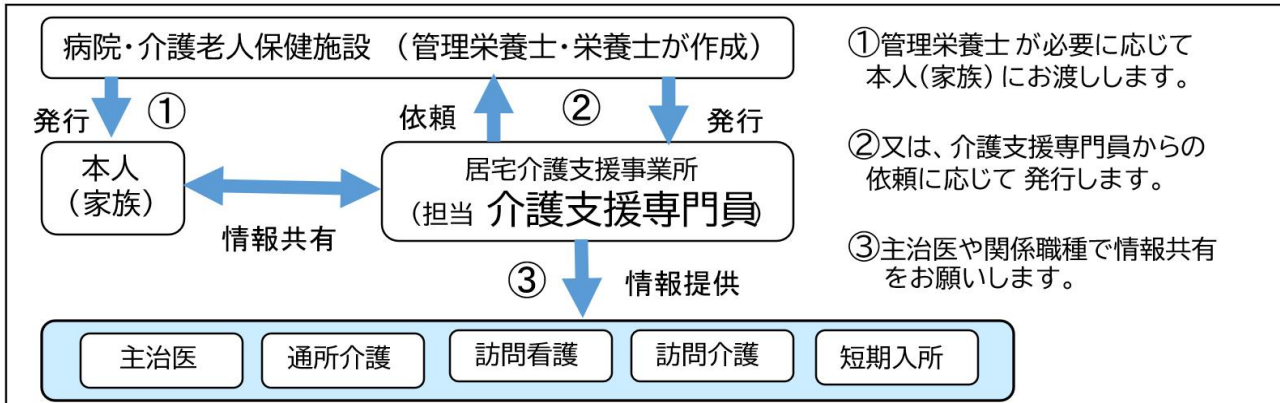 病院・介護老人保健施設 （管理栄養士・栄養士が作成）
発行
①
依頼
②
発行
本人
（家族）
情報共有
居宅介護支援事業所
（担当 介護支援専門員）
③
情報提供
主治医
通所介護
訪問看護
訪問介護
短期入所
①管理栄養士 が必要に応じて
本人（家族） にお渡しします。
②又は、介護支援専門員からの
依頼に応じて 発行します。
③主治医や関係職種で情報共有
をお願いします。